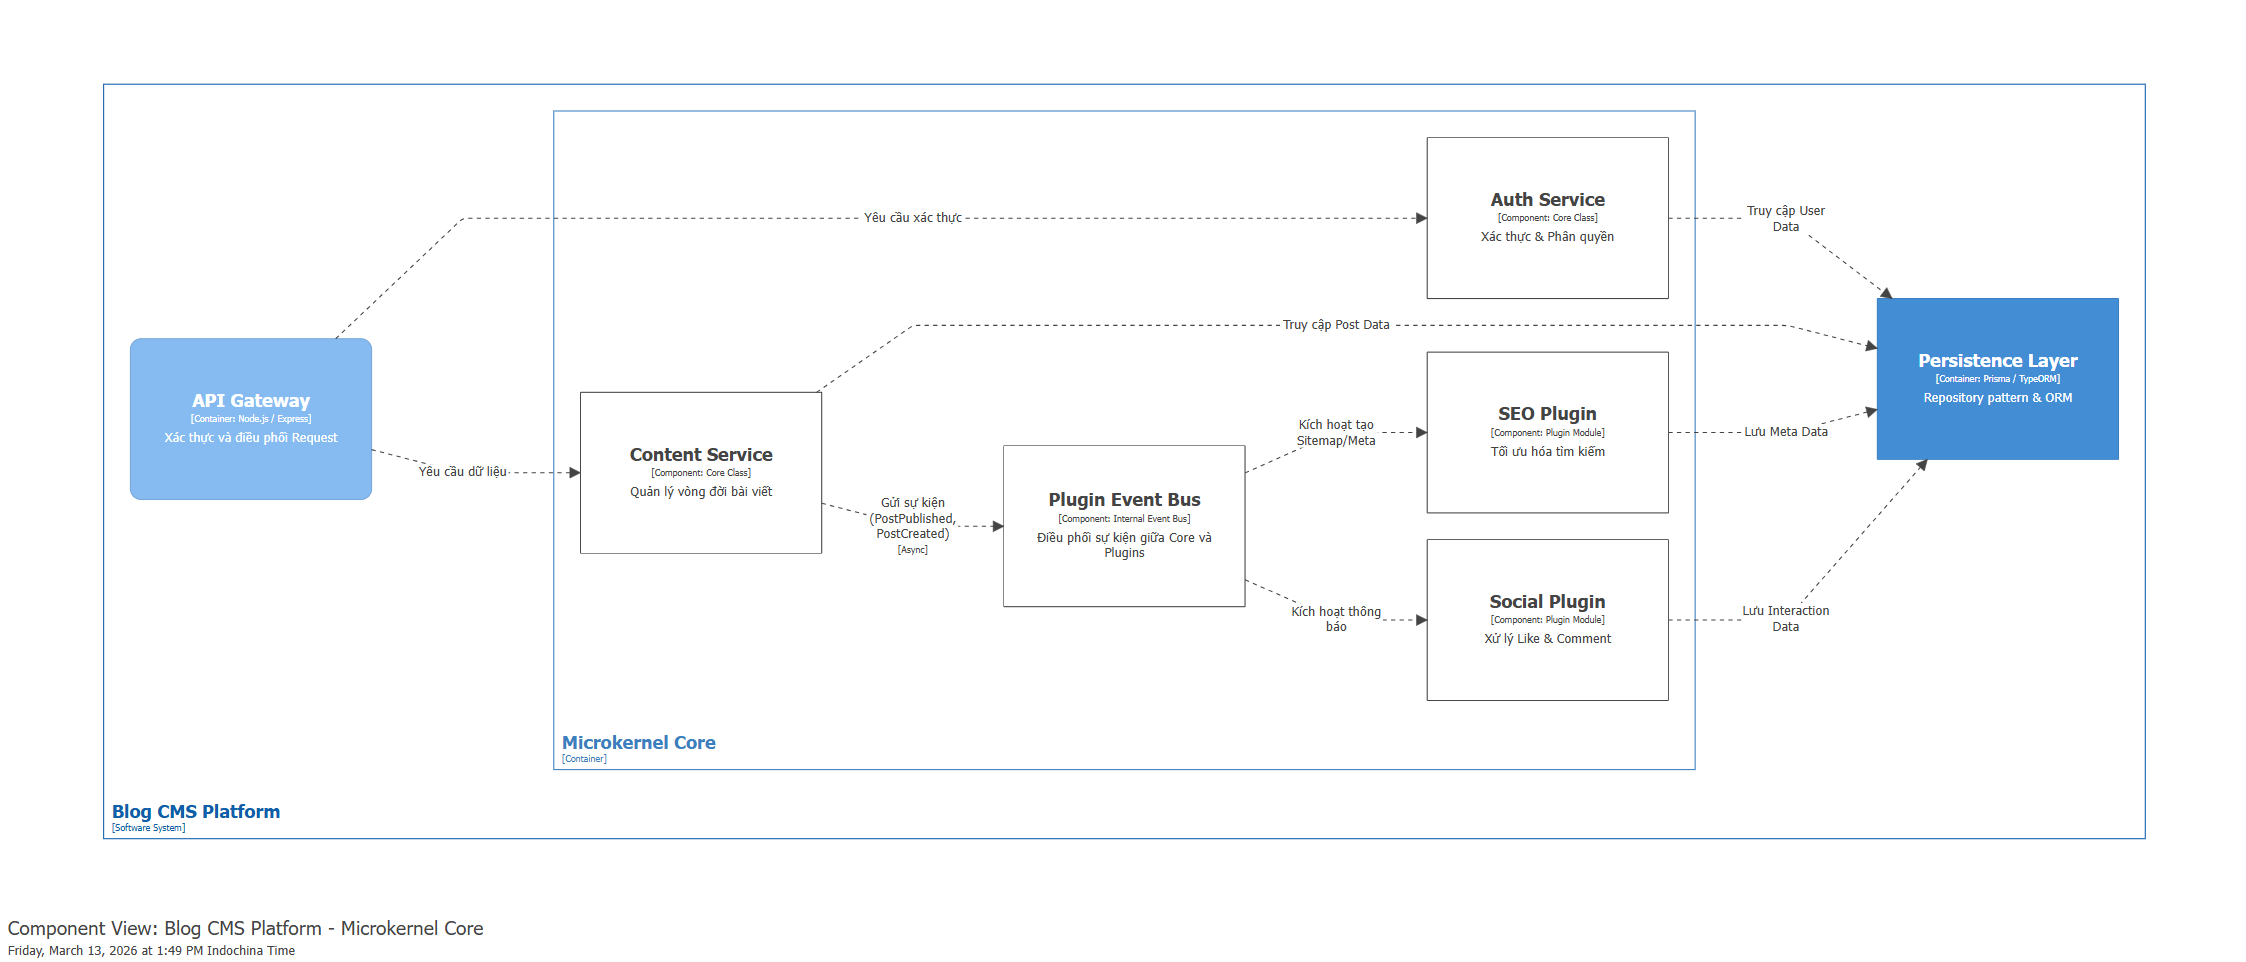 Auth Service
[Component: Core Class]
Xác thực & Phân quyền
Yêu cầu xác thực
Truy cập User
Data
Truy cập Post Data
API Gateway
[Container: Node.js / Express]
Xác thực và điều phối Request
Yêu cầu dữ liệu
Content Service
[Component: Core Class]
Quản lý vòng đời bài viết
Gửi sự kiện
(PostPublished,
PostCreated)
[Async]
Plugin Event Bus
[Component: Internal Event Bus]
Điều phối sự kiện giữa Core và
Plugins
Kích hoạt tạo
Sitemap/Meta
SEO Plugin
[Component: Plugin Module]
Tối ưu hóa tìm kiếm
Lưu Meta Data
Persistence Layer
[Container: Prisma / TypeORM]
Repository pattern & ORM
Kích hoạt thông
báo
Social Plugin
[Component: Plugin Module]
Xử lý Like & Comment
Lưu Interaction
Data
Microkernel Core
[Container]
Blog CMS Platform
[Software System]
Component View: Blog CMS Platform - Microkernel Core
Friday, March 13, 2026 at 1:49 PM Indochina Time